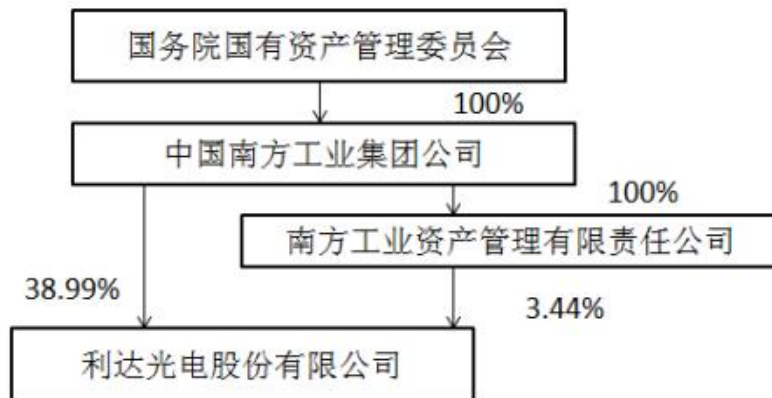 国务院国有资产管理委员会
100%
中国南方工业集团公司
100%
南方工业资产管理有限责任公司
38.99%
3.44%
利达光电股份有限公司